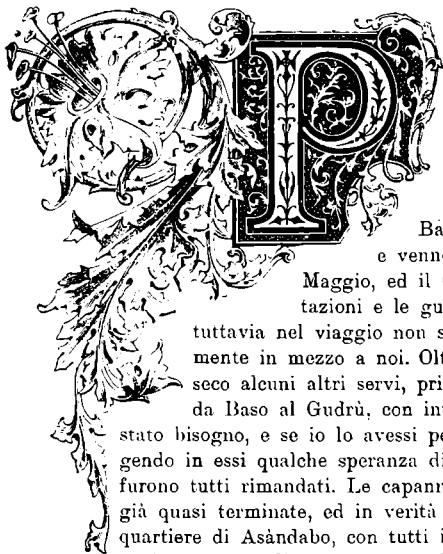 P
Ba
e venne
Maggio, ed il
tazioni e le gu
tuttavia nel viaggio non s
mente in mezzo a noi. Olt
seco alcuni altri servi, pri
da Baso al Gudrù, con in
stato bisogno, e se io lo avessi pe
gendo in essi qualche speranza di
furono tutti rimandati. Le capann
già quasi terminate, ed in verità
quartiere di Asàndabo, con tutti i